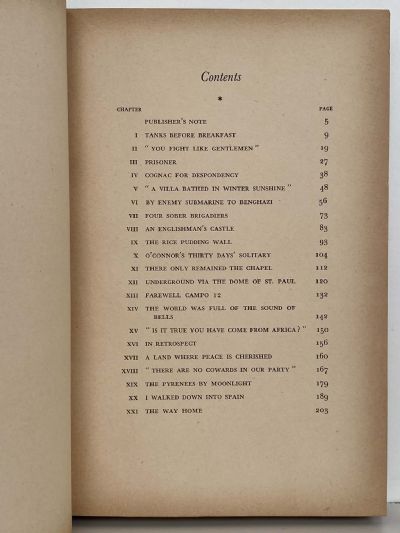 Contents
*
CHAPTER PAGE
PUBLISHER'S NOTE 5
I TANKS BEFORE BREAKFAST 9
II "YOU FIGHT LIKE GENTLEMEN" 19
III PRISONER 27
IV COGNAC FOR DESPONDENCY 38
V "A VILLA BATHED IN WINTER SUNSHINE" 48
VI BY ENEMY SUBMARINE TO BENGHAZI 56
VII FOUR SOBER BRIGADIERS 73
VIII AN ENGLISHMAN'S CASTLE 83
IX THE RICE PUDDING WALL 93
X O'CONNOR'S THIRTY DAYS' SOLITARY 104
XI THERE ONLY REMAINED THE CHAPEL 112
XII UNDERGROUND VIA THE DOME OF ST. PAUL 120
XIII FAREWELL CAMPO 12 132
XIV THE WORLD WAS FULL OF THE SOUND OF
BELLS 142
XV "IS IT TRUE YOU HAVE COME FROM AFRICA?" 150
XVI IN RETROSPECT 156
XVII A LAND WHERE PEACE IS CHERISHED 160
XVIII "THERE ARE NO COWARDS IN OUR PARTY" 167
XIX THE PYRENEES BY MOONLIGHT 179
XX I WALKED DOWN INTO SPAIN 189
XXI THE WAY HOME 203